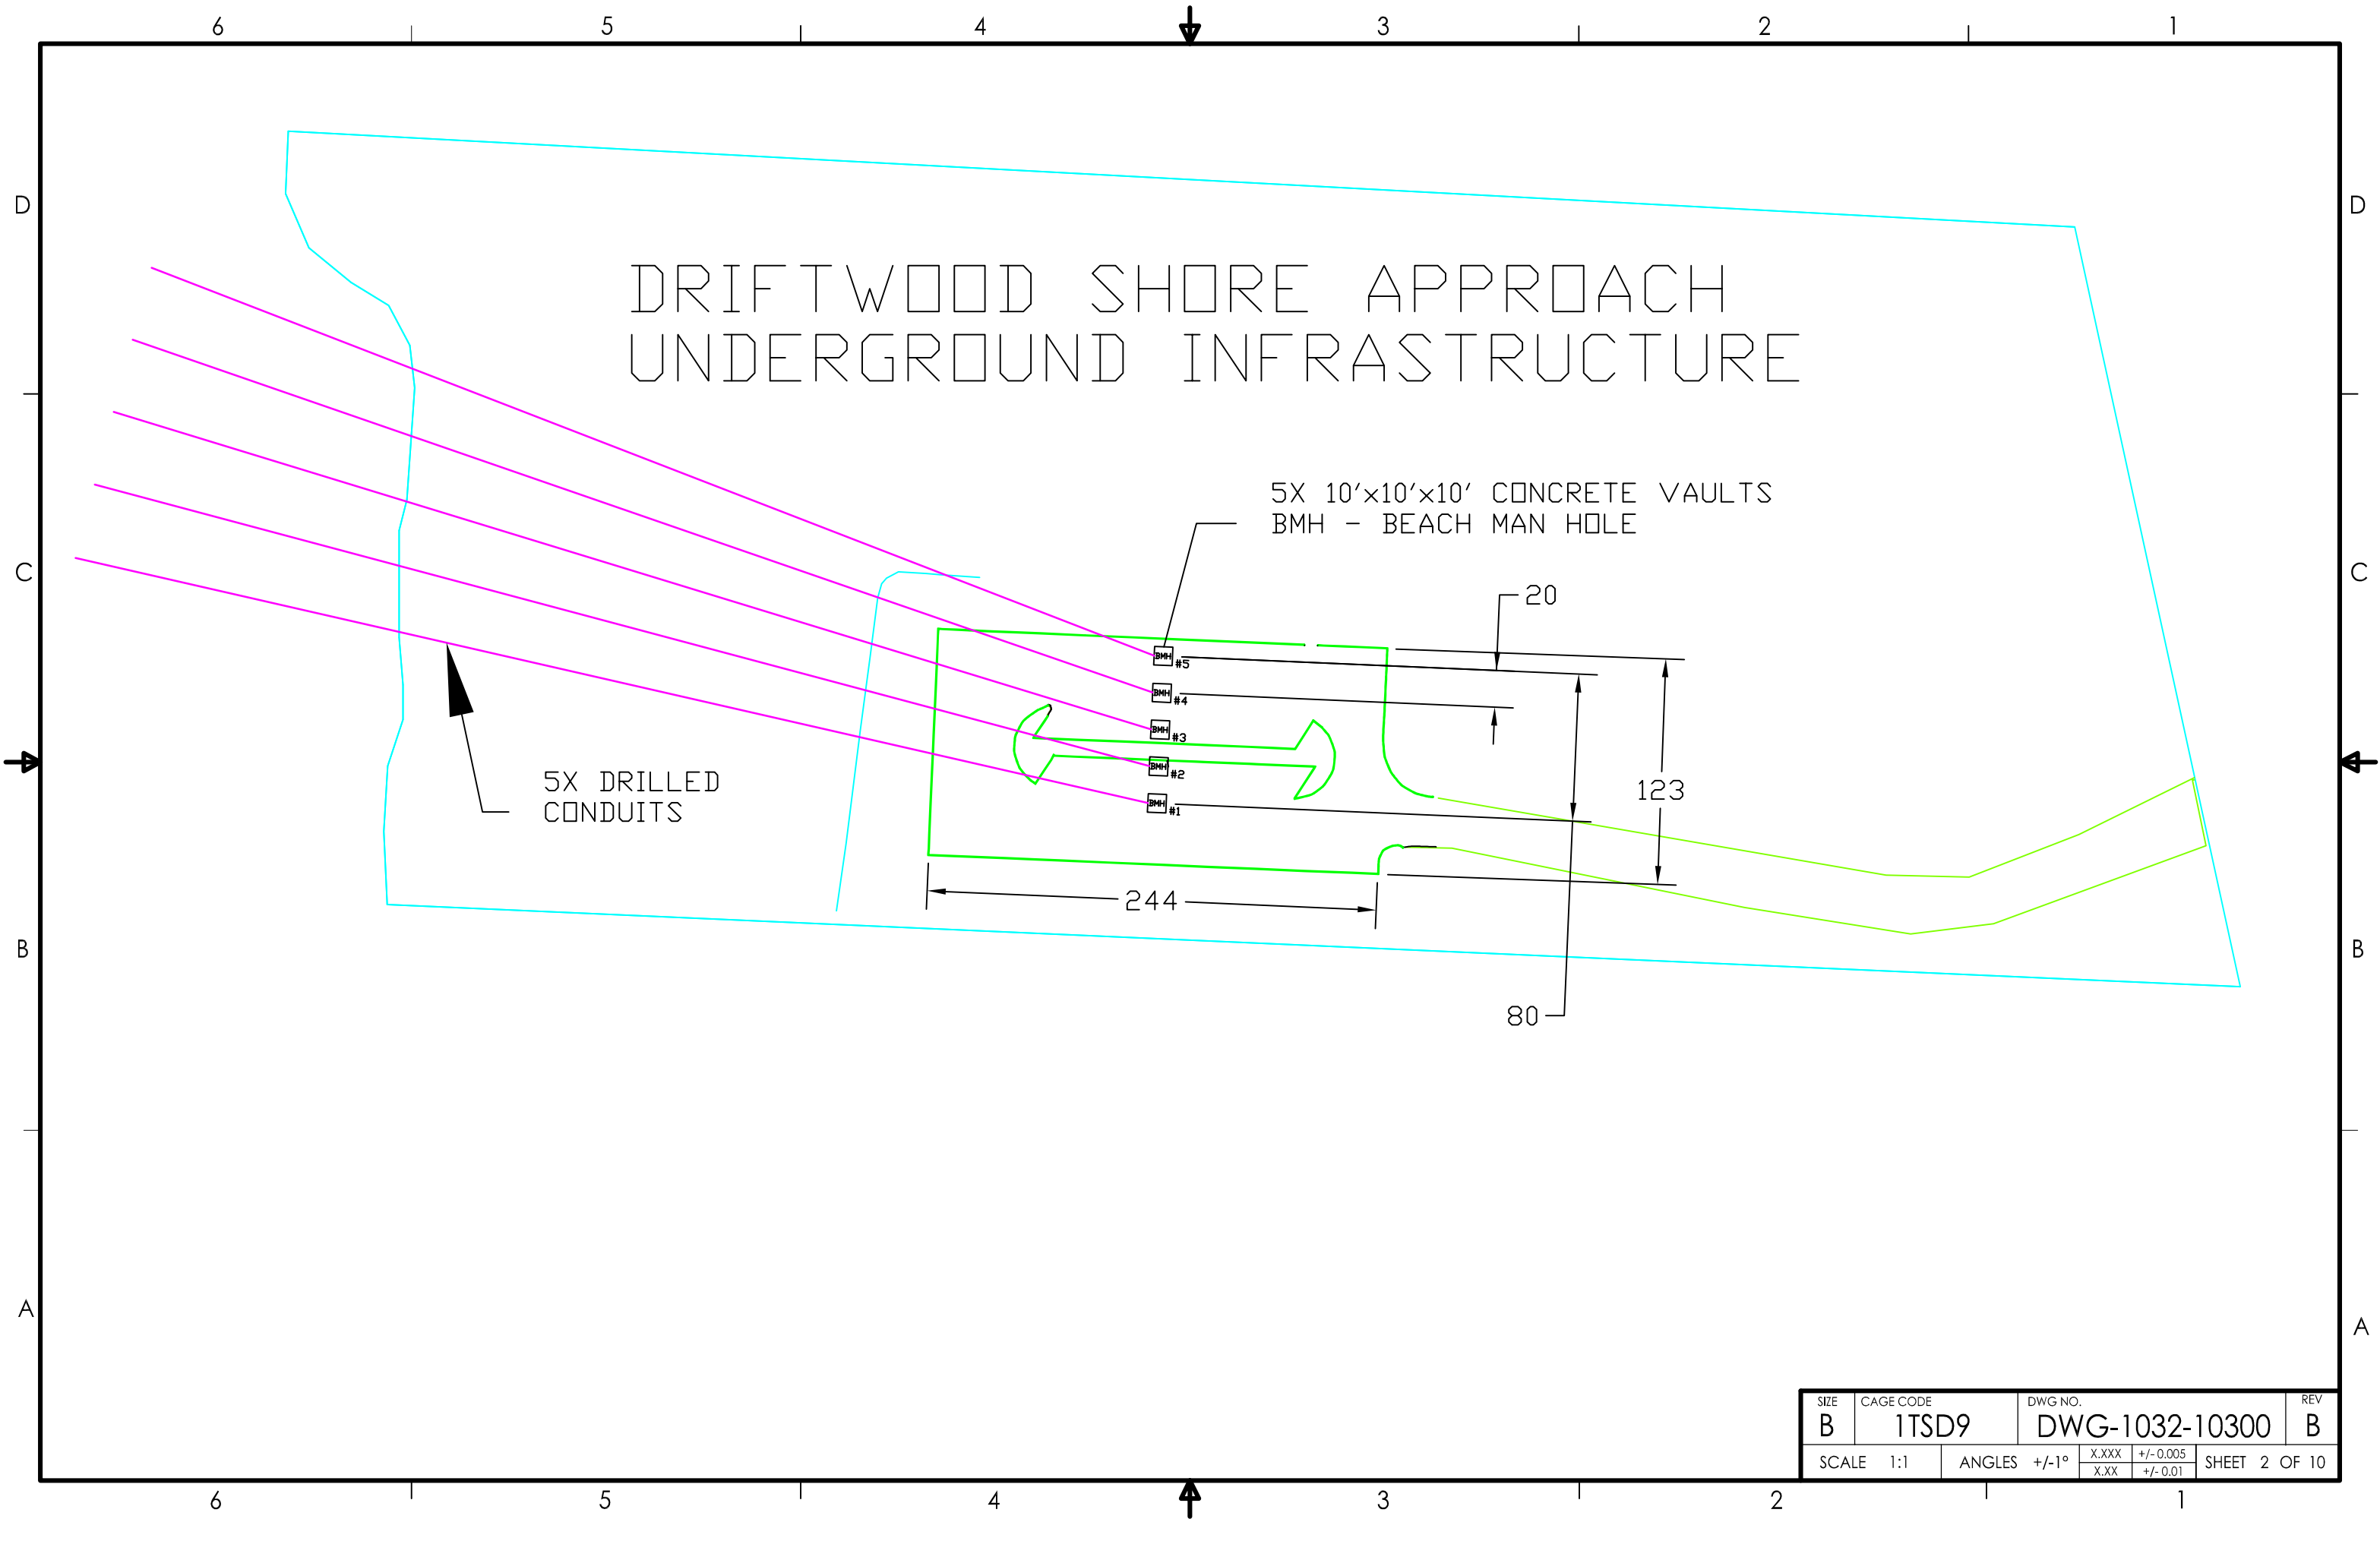 6 5 4 3 2 1
D D
DRIFTWOOD SHORE APPROACH
UNDERGROUND INFRASTRUCTURE
5X 10'x10'x10' CONCRETE VAULTS
BMH - BEACH MAN HOLE
C C
20
BMH #5
BMH #4
BMH #3
BMH #2
BMH #1
123
5X DRILLED
CONDUITS
244
B B
80
A A
SIZE CAGE CODE DWG NO. REV
B 1TSD9 DWG-1032-10300 B
SCALE 1:1 ANGLES +/-1° X.XXX +/- 0.005 SHEET 2 OF 10
X.XX +/- 0.01
6 5 4 3 2 1